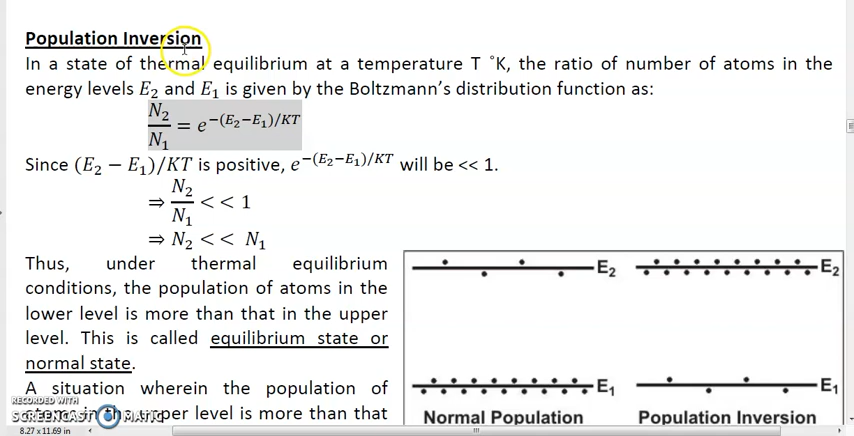 Population Inversion
In a state of thermal equilibrium at a temperature T °K, the ratio of number of atoms in the
energy levels E₂ and E₁ is given by the Boltzmann's distribution function as:
N₂/N₁ = e^−(E₂−E₁)/KT
Since (E₂ − E₁)/KT is positive, e^−(E₂−E₁)/KT will be << 1.
⇒ N₂/N₁ << 1
⇒ N₂ << N₁
Thus, under thermal equilibrium
conditions, the population of atoms in the
lower level is more than that in the upper
level. This is called equilibrium state or
normal state.
A situation wherein the population of
in the upper level is more than that
E₂
E₂
E₁
E₁
Normal Population
Population Inversion
RECORDED WITH
SCREENCAST MATIC
8.27 x 11.69 in